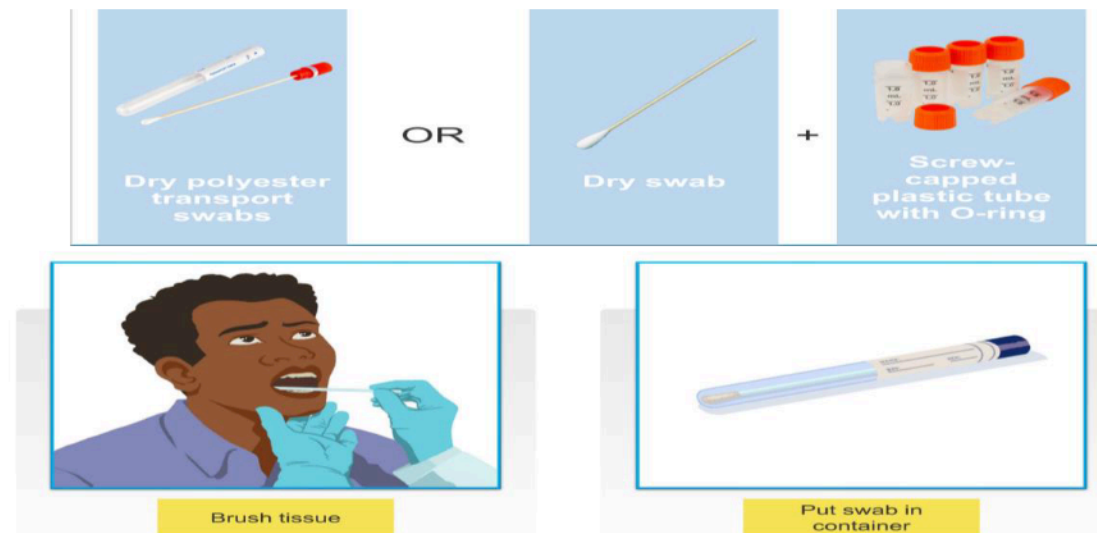 OR
+
Dry polyester
transport
swabs
Dry swab
Screw-
capped
plastic tube
with O-ring
Brush tissue
Put swab in
container